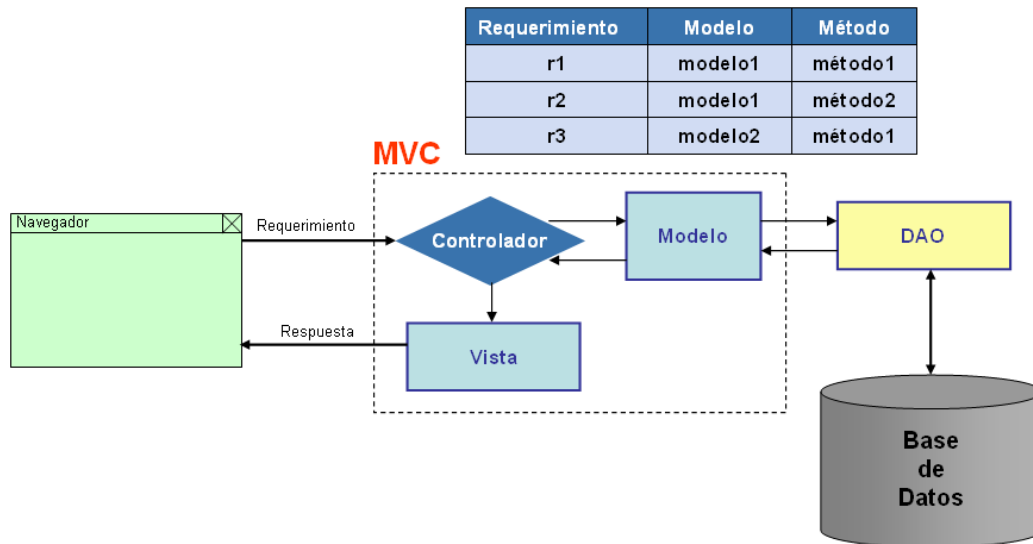 Requerimiento Modelo Método
r1 modelo1 método1
r2 modelo1 método2
r3 modelo2 método1
MVC
Navegador
Requerimiento
Controlador
Modelo
DAO
Respuesta
Vista
Base
de
Datos